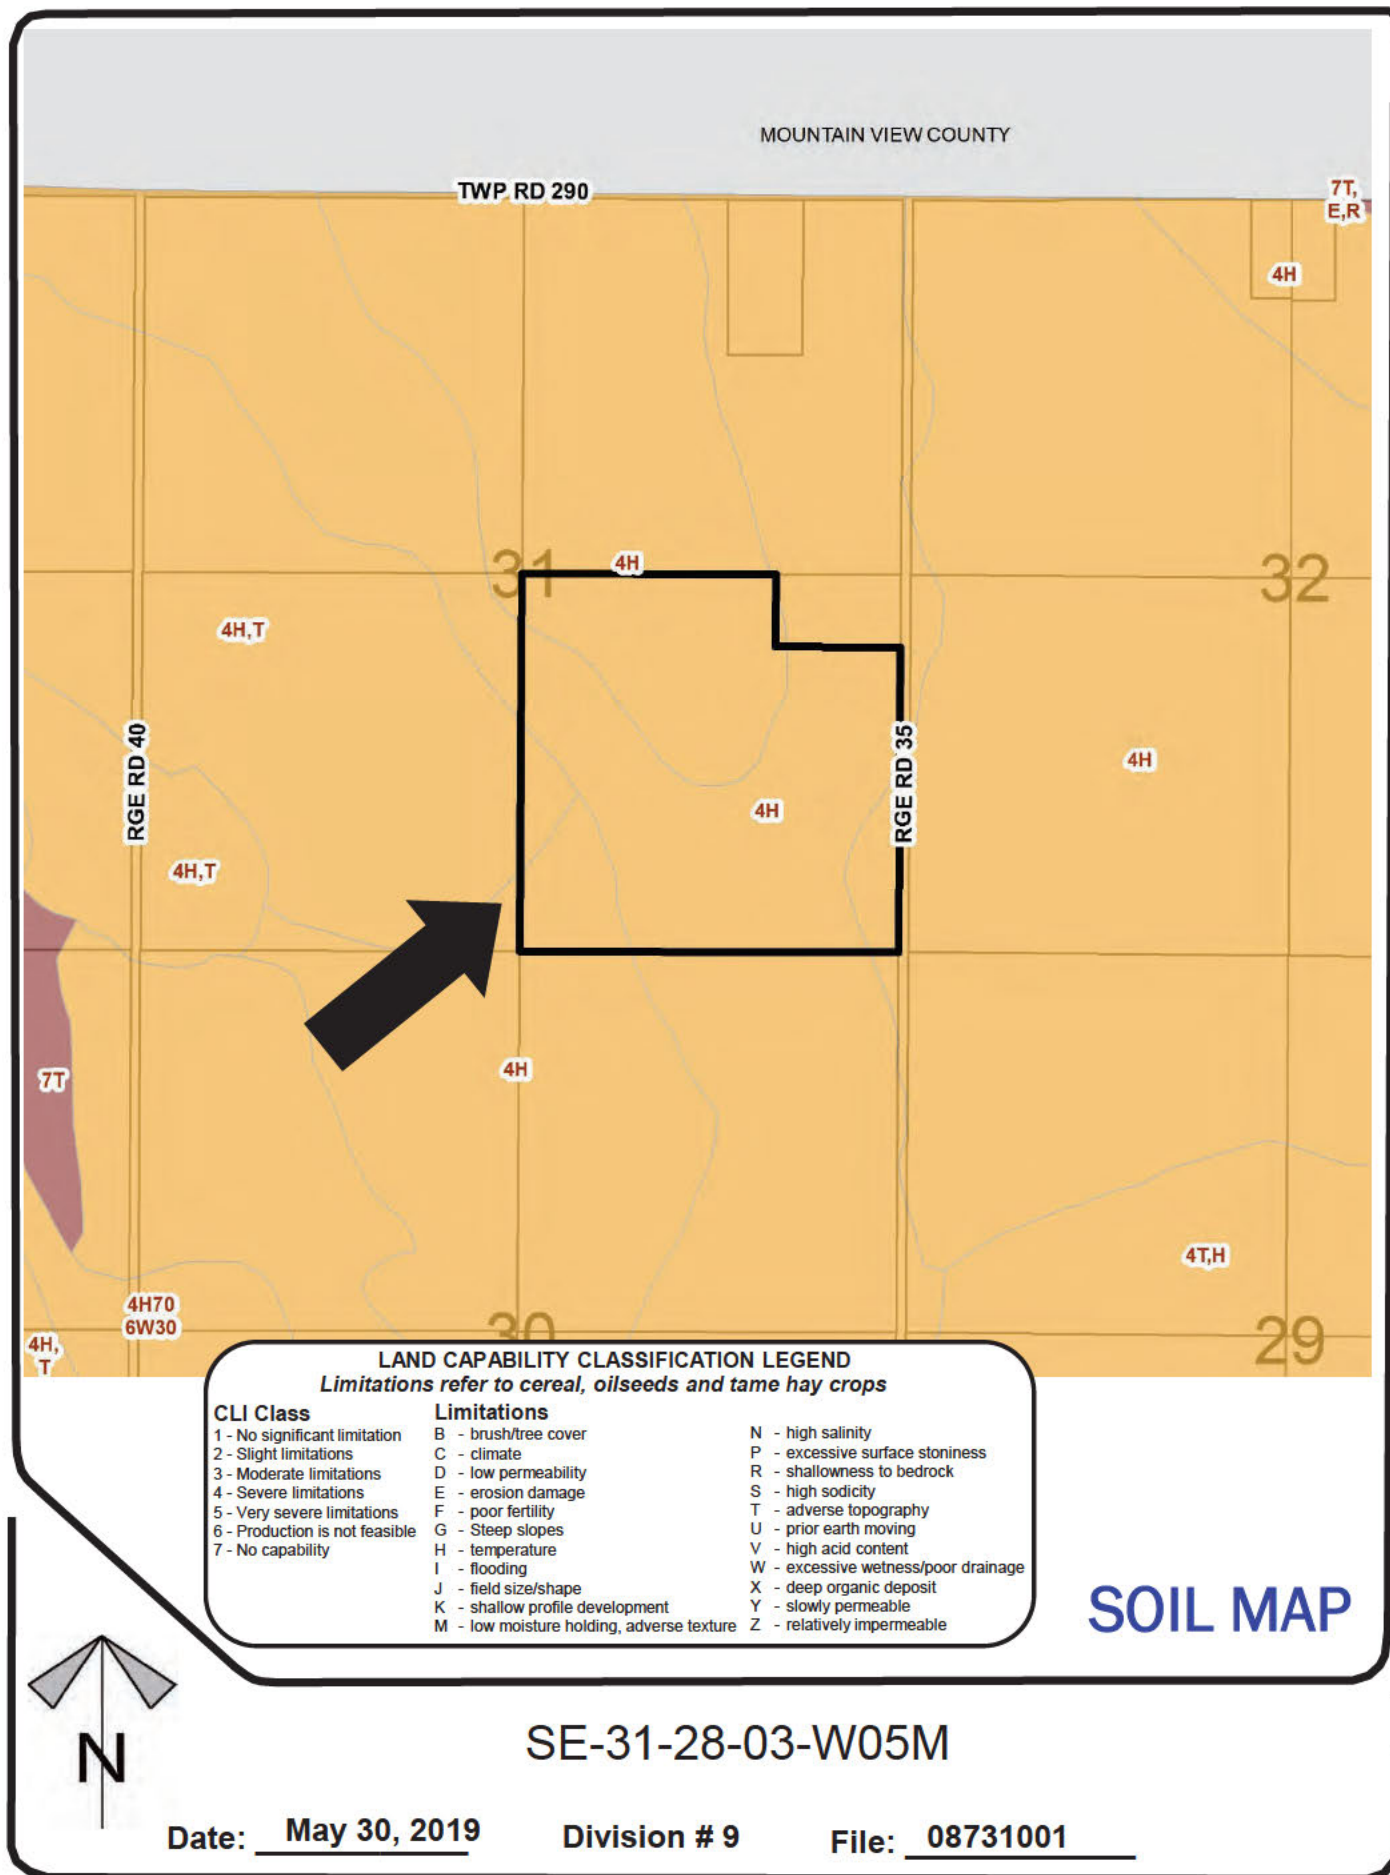 MOUNTAIN VIEW COUNTY
TWP RD 290
7T,
E,R
4H
31
4H
32
4H,T
RGE RD 40
RGE RD 35
4H
4H
4H,T
7T
4H
4T,H
4H70
6W30
4H,
T
30
29
LAND CAPABILITY CLASSIFICATION LEGEND
Limitations refer to cereal, oilseeds and tame hay crops
CLI Class
1 - No significant limitation
2 - Slight limitations
3 - Moderate limitations
4 - Severe limitations
5 - Very severe limitations
6 - Production is not feasible
7 - No capability
Limitations
B - brush/tree cover
C - climate
D - low permeability
E - erosion damage
F - poor fertility
G - Steep slopes
H - temperature
I - flooding
J - field size/shape
K - shallow profile development
M - low moisture holding, adverse texture
N - high salinity
P - excessive surface stoniness
R - shallowness to bedrock
S - high sodicity
T - adverse topography
U - prior earth moving
V - high acid content
W - excessive wetness/poor drainage
X - deep organic deposit
Y - slowly permeable
Z - relatively impermeable
SOIL MAP
N
SE-31-28-03-W05M
Date: May 30, 2019 Division # 9 File: 08731001